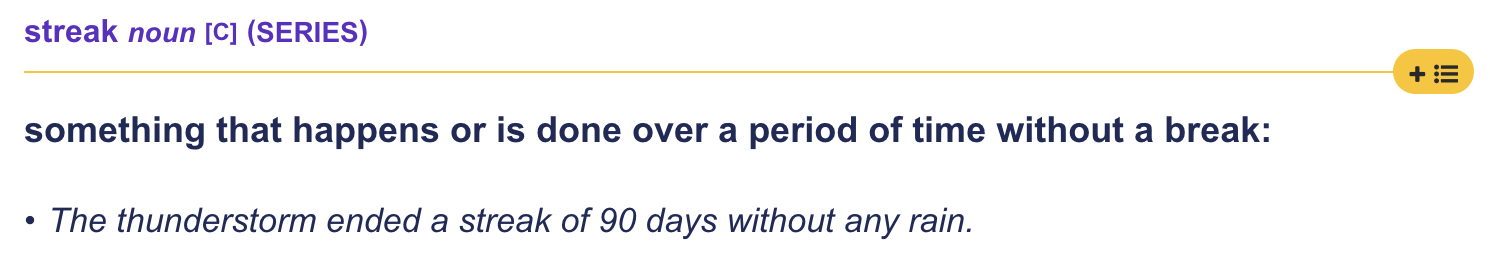 streak noun [C] (SERIES)
something that happens or is done over a period of time without a break:
• The thunderstorm ended a streak of 90 days without any rain.